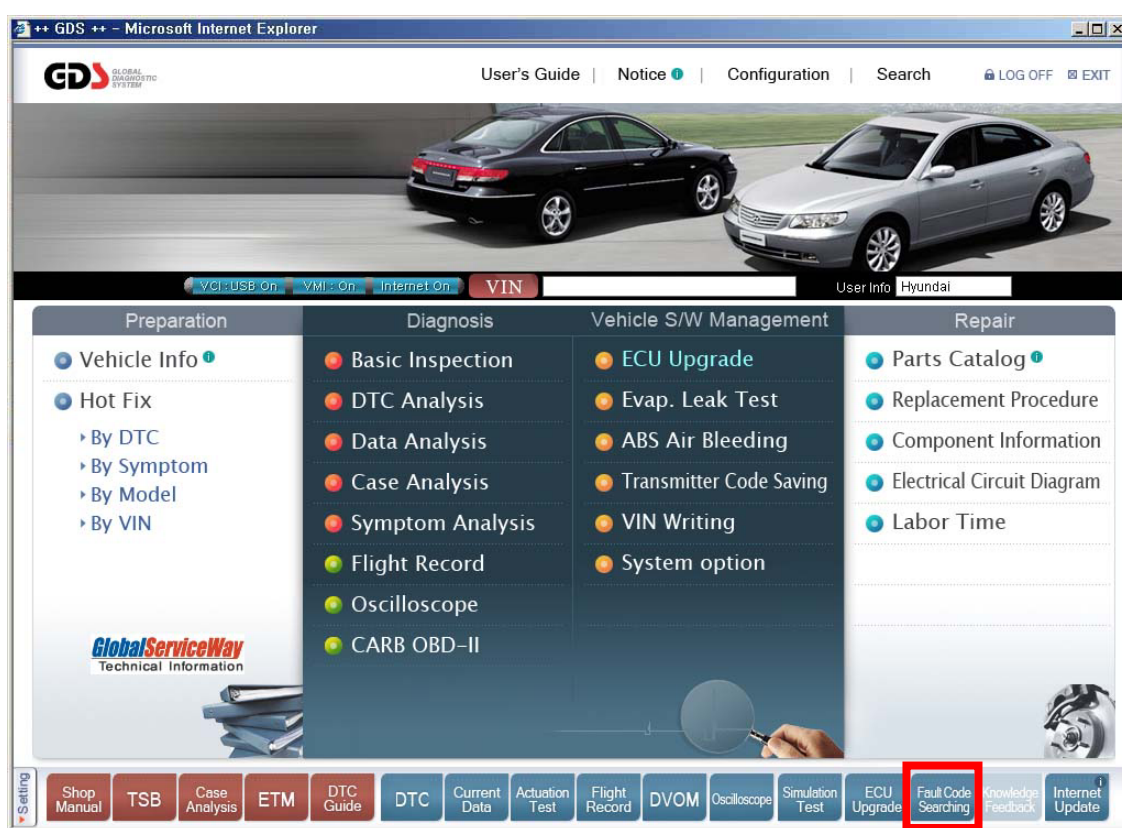 ++ GDS ++ - Microsoft Internet Explorer
GDS GLOBAL DIAGNOSTIC SYSTEM
User's Guide | Notice | Configuration | Search LOG OFF EXIT
VCI : USB On VMI : On Internet On VIN User Info Hyundai
Preparation
Vehicle Info
Hot Fix
By DTC
By Symptom
By Model
By VIN
GlobalServiceWay
Technical Information
Diagnosis
Basic Inspection
DTC Analysis
Data Analysis
Case Analysis
Symptom Analysis
Flight Record
Oscilloscope
CARB OBD-II
Vehicle S/W Management
ECU Upgrade
Evap. Leak Test
ABS Air Bleeding
Transmitter Code Saving
VIN Writing
System option
Repair
Parts Catalog
Replacement Procedure
Component Information
Electrical Circuit Diagram
Labor Time
Setting
Shop
Manual
TSB
Case
Analysis
ETM
DTC
Guide
DTC
Current
Data
Actuation
Test
Flight
Record
DVOM
Oscilloscope
Simulation
Test
ECU
Upgrade
Fault Code
Searching
Knowledge
Feedback
Internet
Update